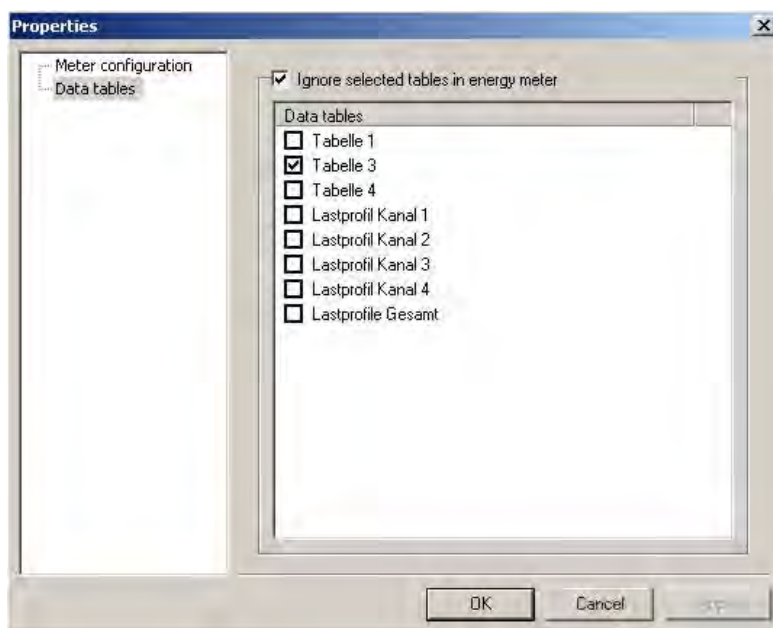 Properties
Meter configuration
Data tables
Ignore selected tables in energy meter
Data tables
Tabelle 1
Tabelle 3
Tabelle 4
Lastprofil Kanal 1
Lastprofil Kanal 2
Lastprofil Kanal 3
Lastprofil Kanal 4
Lastprofile Gesamt
OK
Cancel